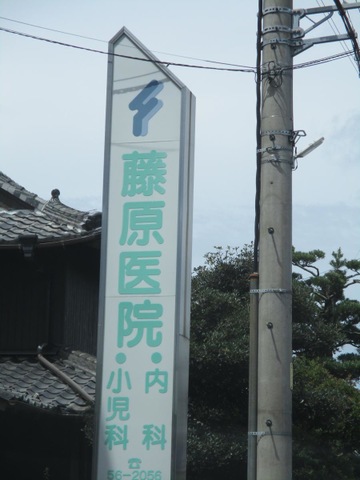 藤原医院
・内科
・小児科
☎
56-2056